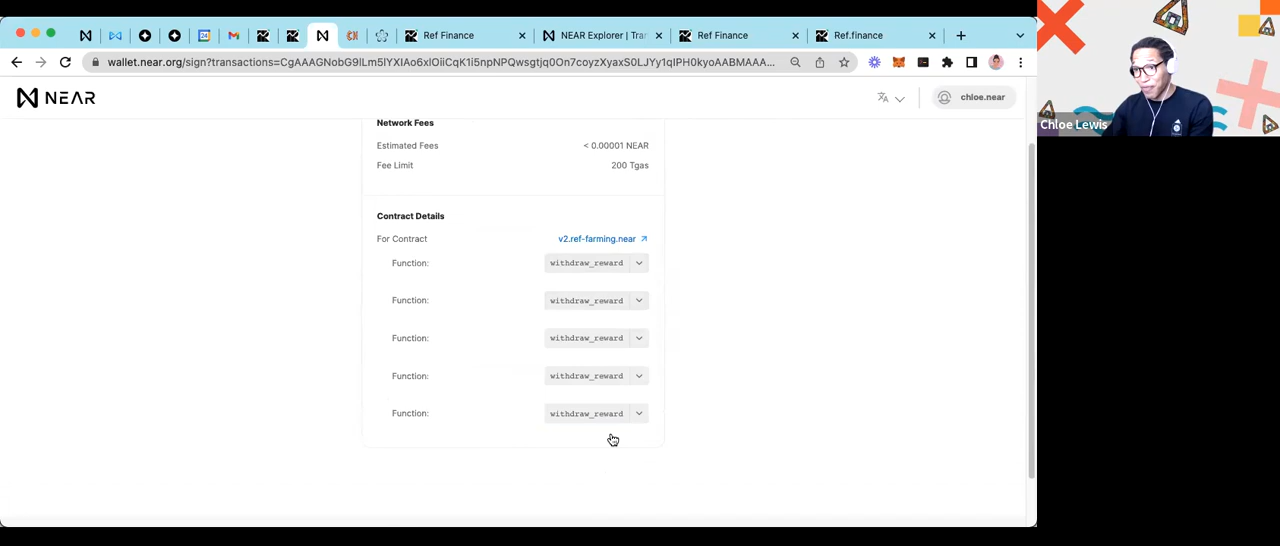 Ref Finance
NEAR Explorer | Tra
Ref Finance
Ref.finance
wallet.near.org/sign?transactions=CgAAAGNobG9lLm5lYXIAo6xlOiiCqK1i5npNPQwsgtjq0On7coyzXyaxS0LJYy1qIPH0kyoAABMAAA...
NEAR
chloe.near
Chloe Lewis
Network Fees
Estimated Fees
< 0.00001 NEAR
Fee Limit
200 Tgas
Contract Details
For Contract
v2.ref-farming.near
Function:
withdraw_reward
Function:
withdraw_reward
Function:
withdraw_reward
Function:
withdraw_reward
Function:
withdraw_reward